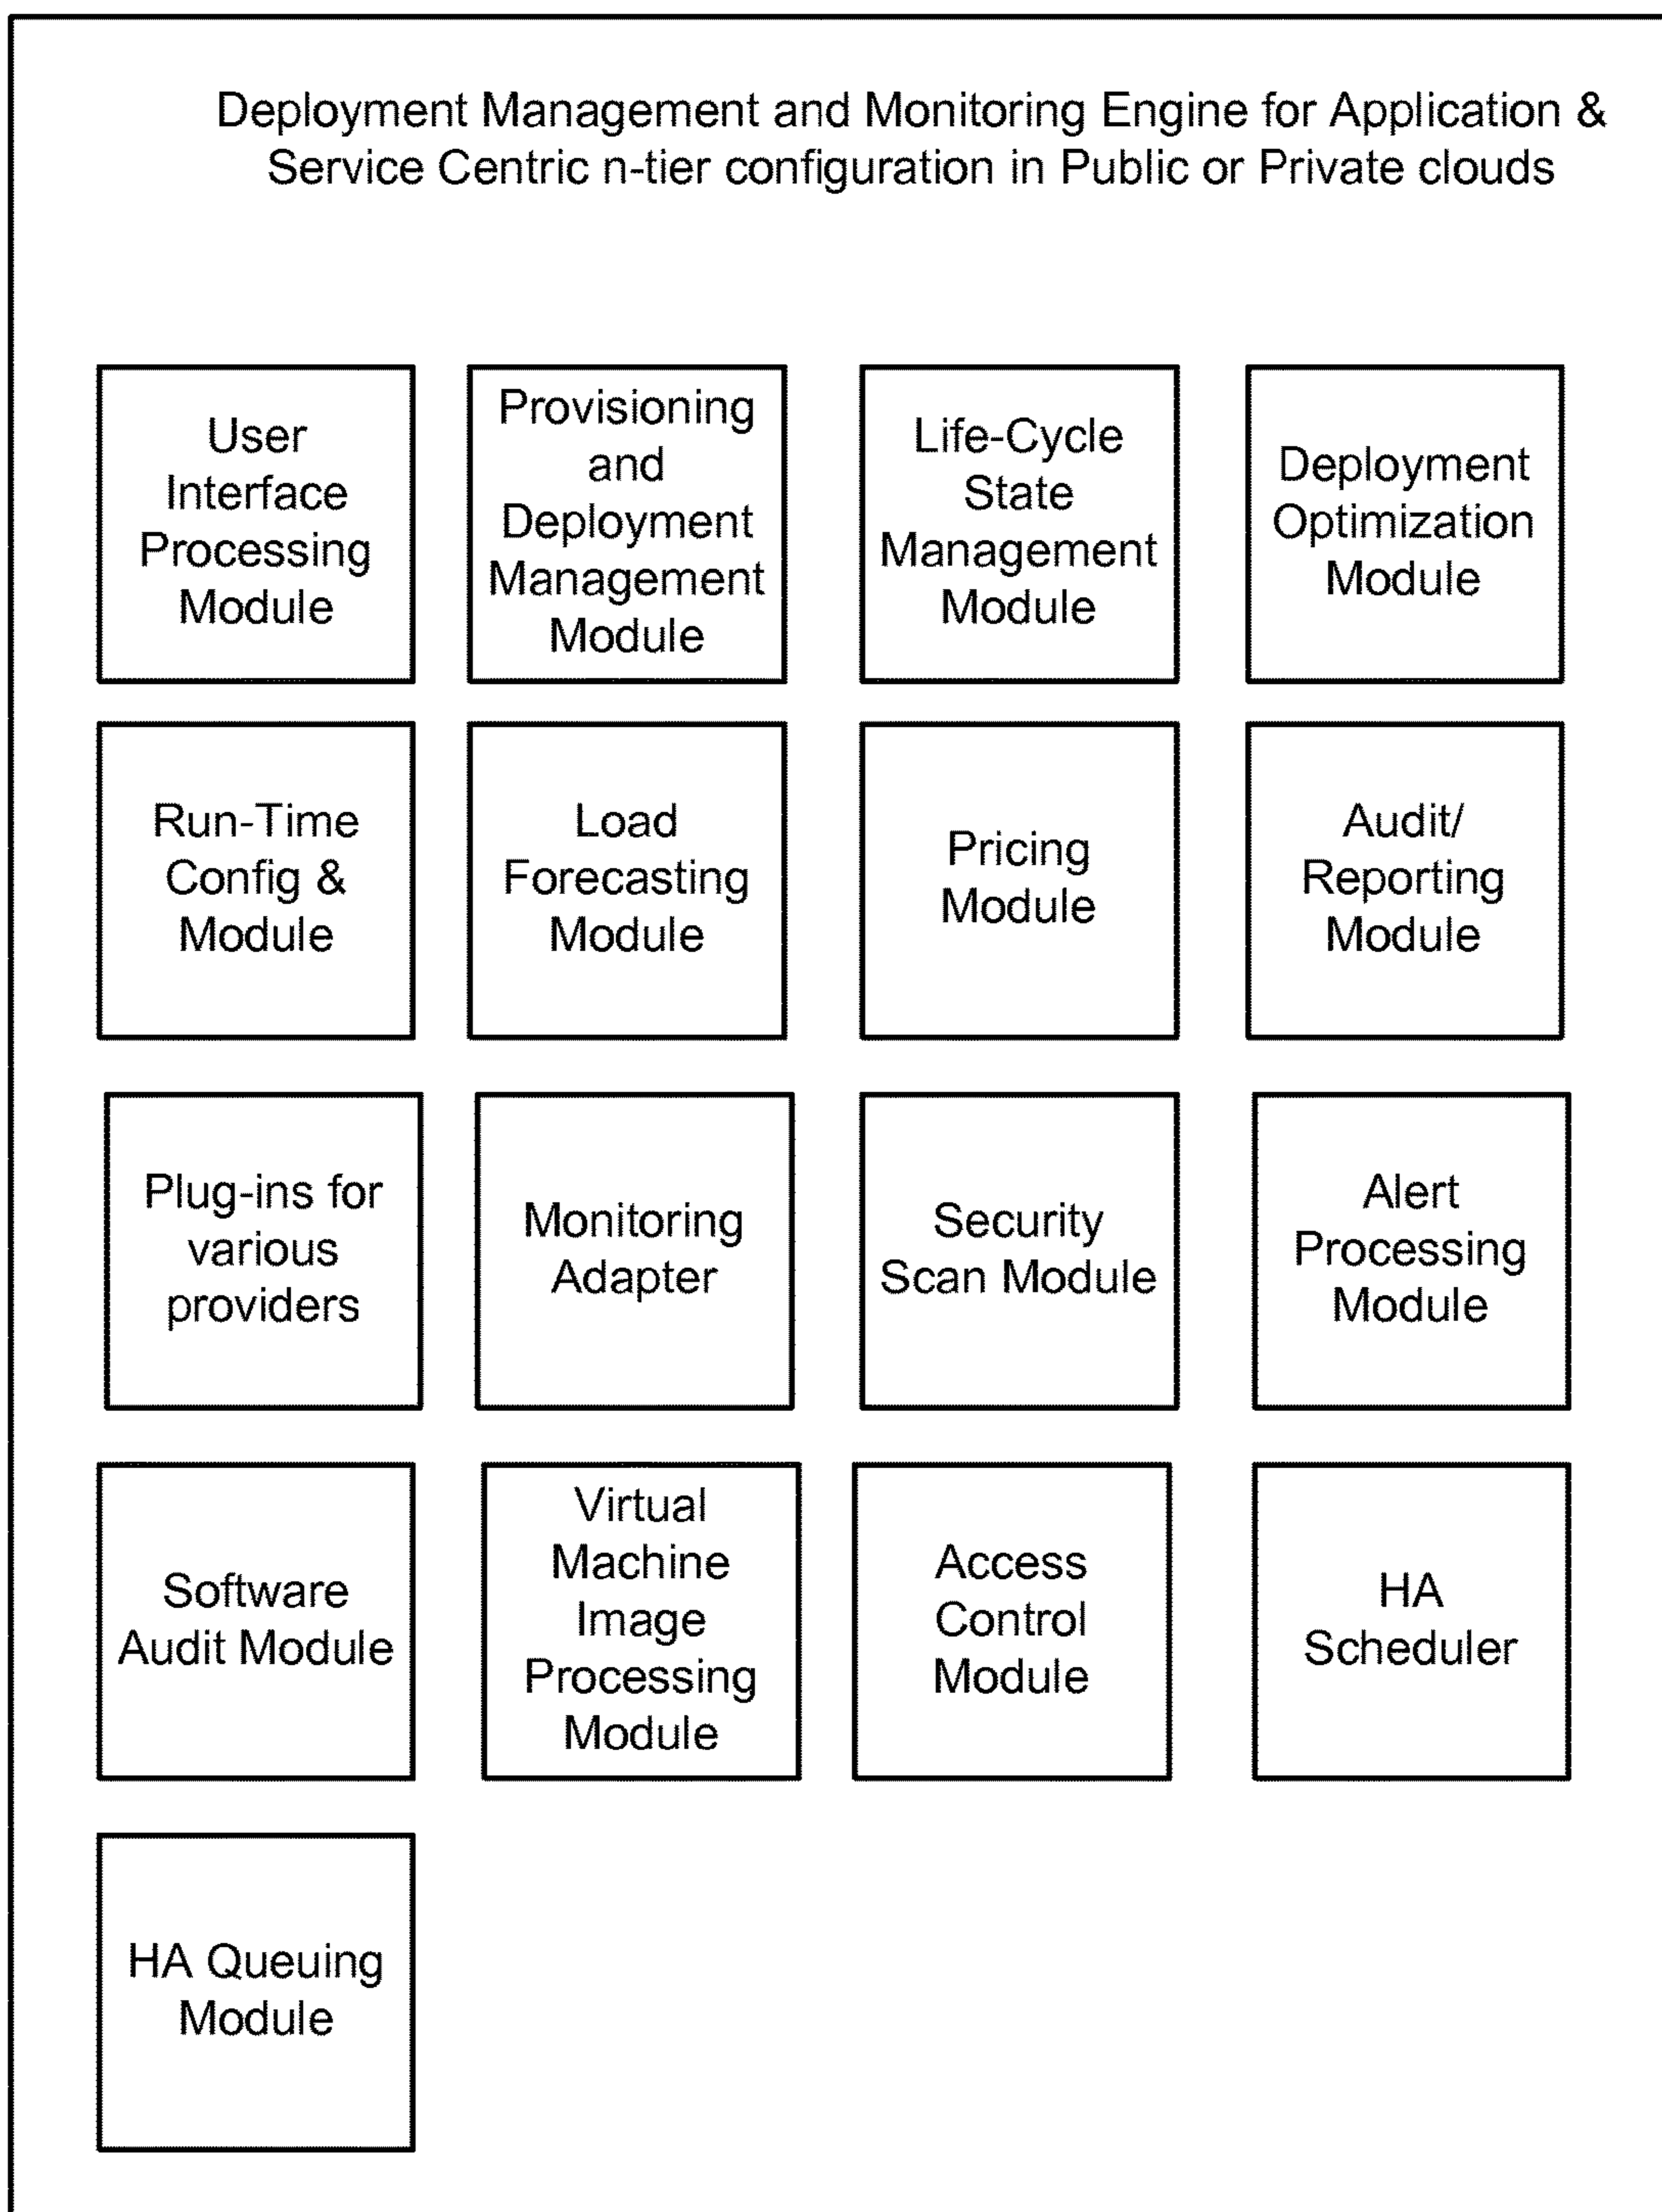 Deployment Management and Monitoring Engine for Application &
Service Centric n-tier configuration in Public or Private clouds
User
Interface
Processing
Module
Provisioning
and
Deployment
Management
Module
Life-Cycle
State
Management
Module
Deployment
Optimization
Module
Run-Time
Config &
Module
Load
Forecasting
Module
Pricing
Module
Audit/
Reporting
Module
Plug-ins for
various
providers
Monitoring
Adapter
Security
Scan Module
Alert
Processing
Module
Software
Audit Module
Virtual
Machine
Image
Processing
Module
Access
Control
Module
HA
Scheduler
HA Queuing
Module